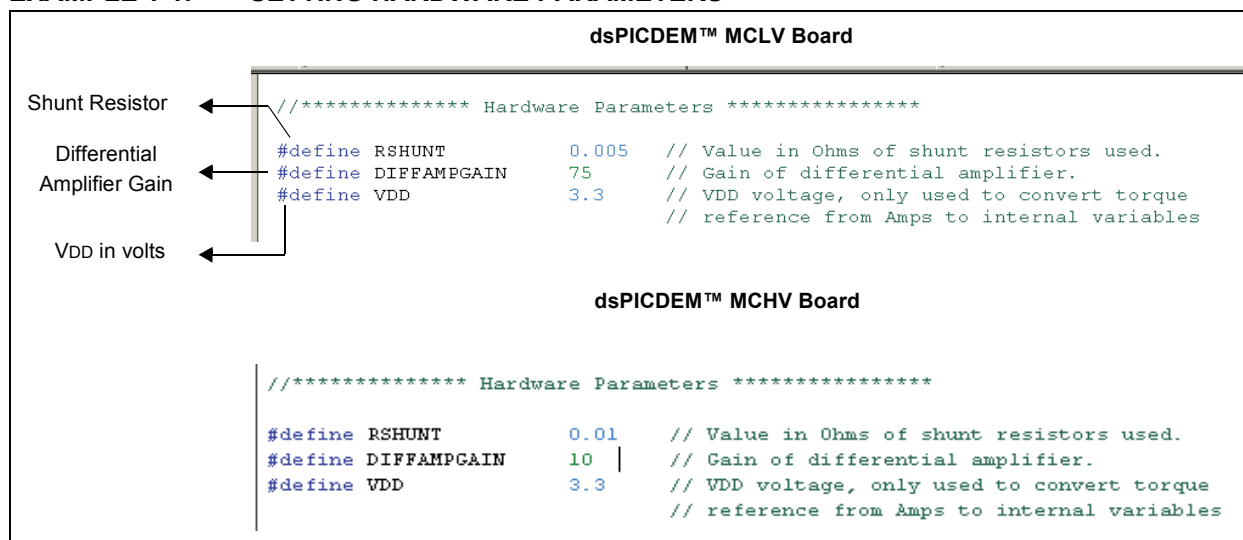 EXAMPLE SETTING HARDWARE PARAMETERS
dsPICDEM™ MCLV Board
Shunt Resistor
Differential
Amplifier Gain
VDD in volts
//************** Hardware Parameters ****************
#define RSHUNT 0.005 // Value in Ohms of shunt resistors used.
#define DIFFAMPGAIN 75 // Gain of differential amplifier.
#define VDD 3.3 // VDD voltage, only used to convert torque
// reference from Amps to internal variables
dsPICDEM™ MCHV Board
//************** Hardware Parameters ****************
#define RSHUNT 0.01 // Value in Ohms of shunt resistors used.
#define DIFFAMPGAIN 10 // Gain of differential amplifier.
#define VDD 3.3 // VDD voltage, only used to convert torque
// reference from Amps to internal variables